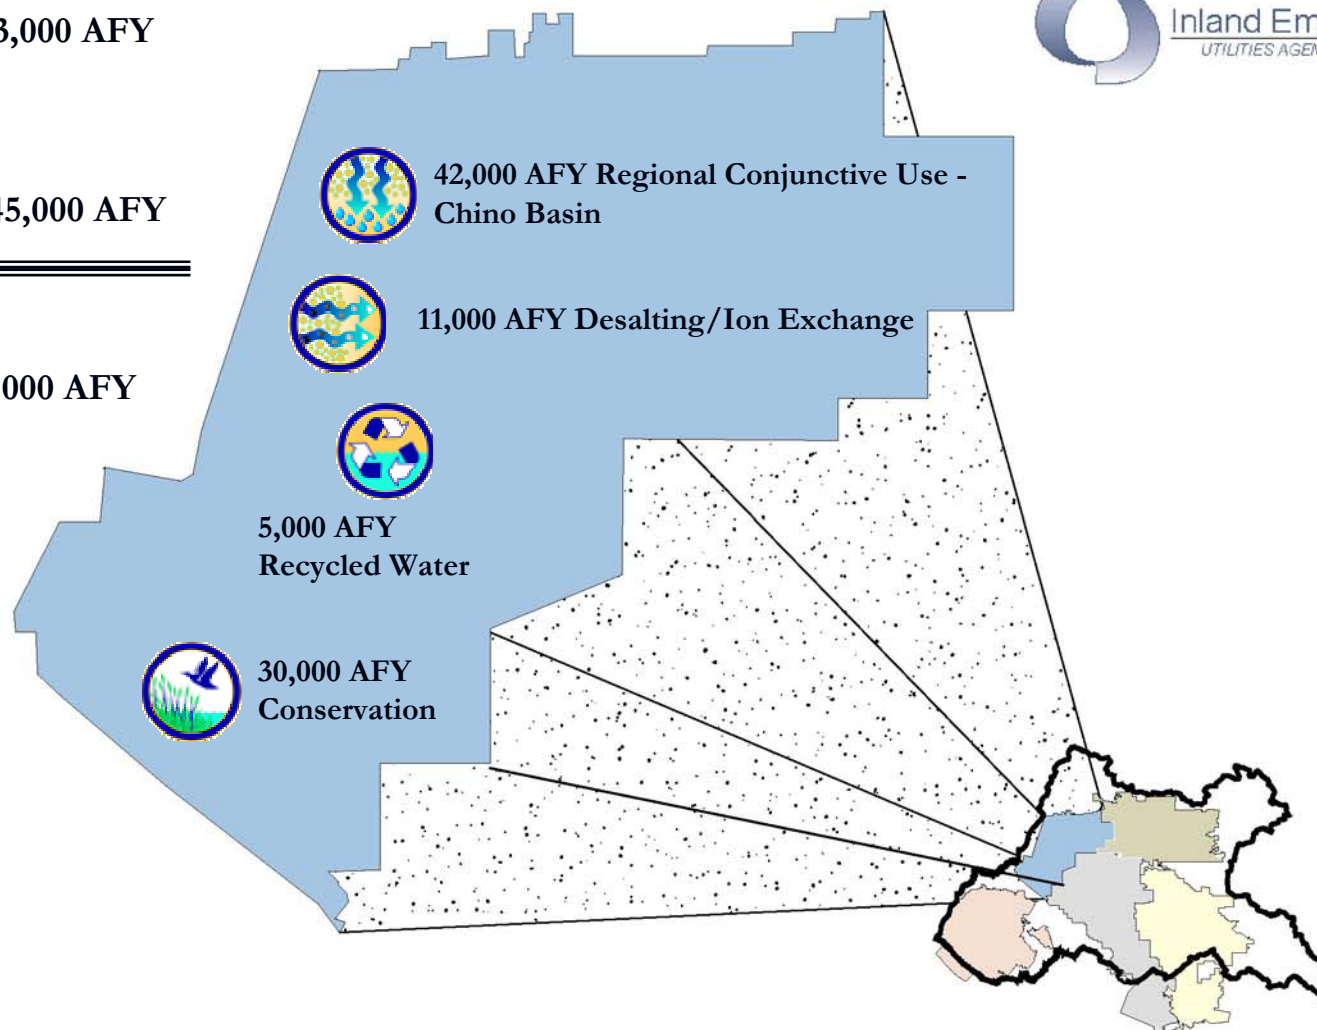 3,000 AFY
Inland Em
UTILITIES AGEN
42,000 AFY Regional Conjunctive Use -
Chino Basin
45,000 AFY
11,000 AFY Desalting/Ion Exchange
,000 AFY
5,000 AFY
Recycled Water
30,000 AFY
Conservation